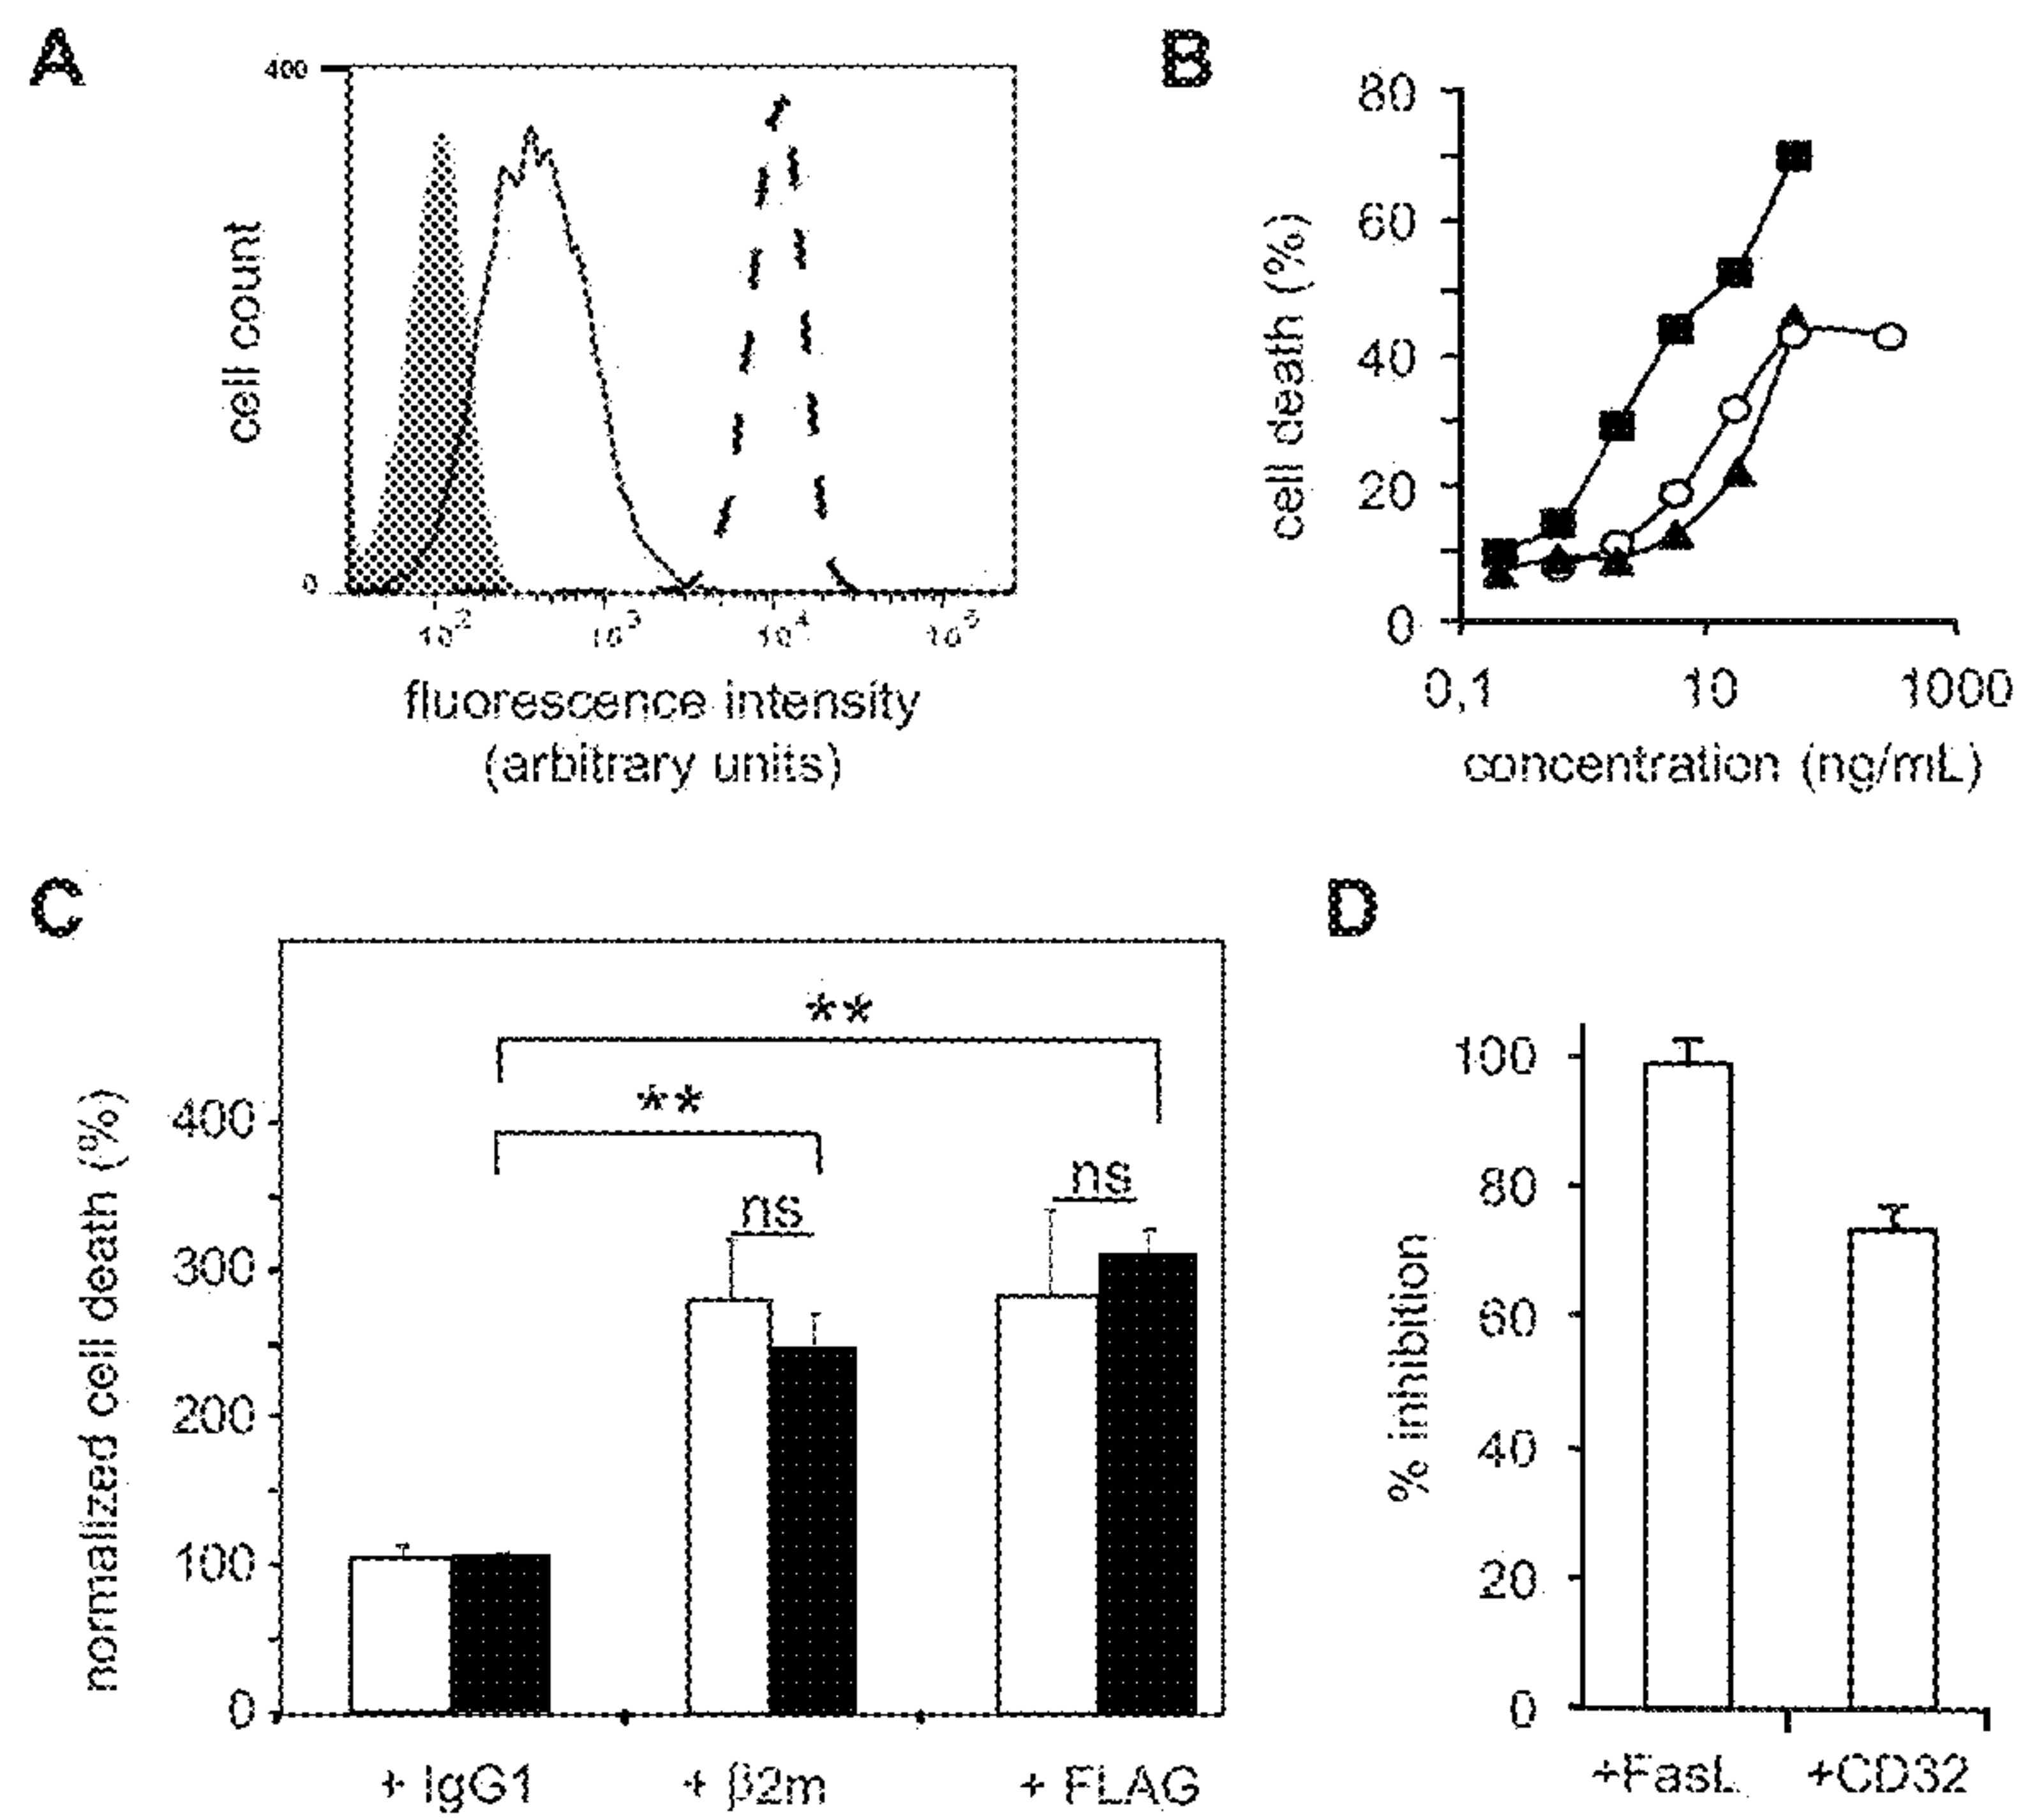 A
400
cell count
0
10²
10³
10⁴
10⁵
fluorescence intensity
(arbitrary units)
B
80
60
40
20
0
cell death (%)
0,1
10
1000
concentration (ng/mL)
C
**
**
ns
ns
400
300
200
100
0
normalized cell death (%)
+ IgG1
+ β2m
+ FLAG
D
100
80
60
40
20
0
% inhibition
+FasL
+CD32